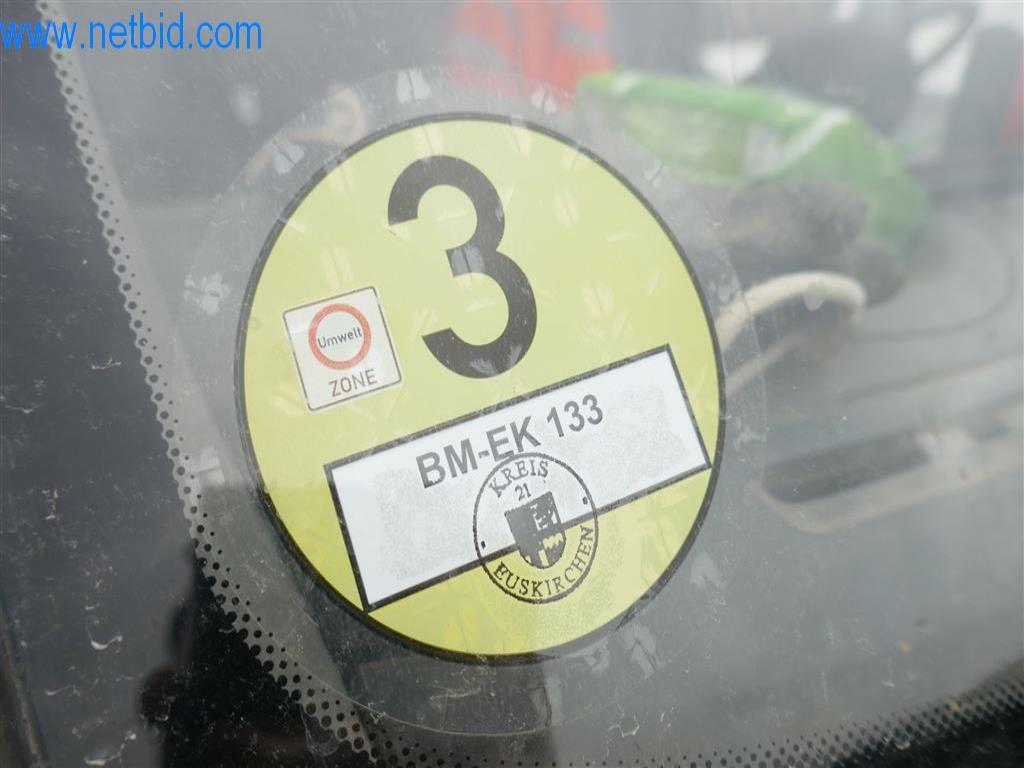 www.netbid.com
3
Umwelt
ZONE
BM-EK 133
KREIS
21
EUSKIRCHEN